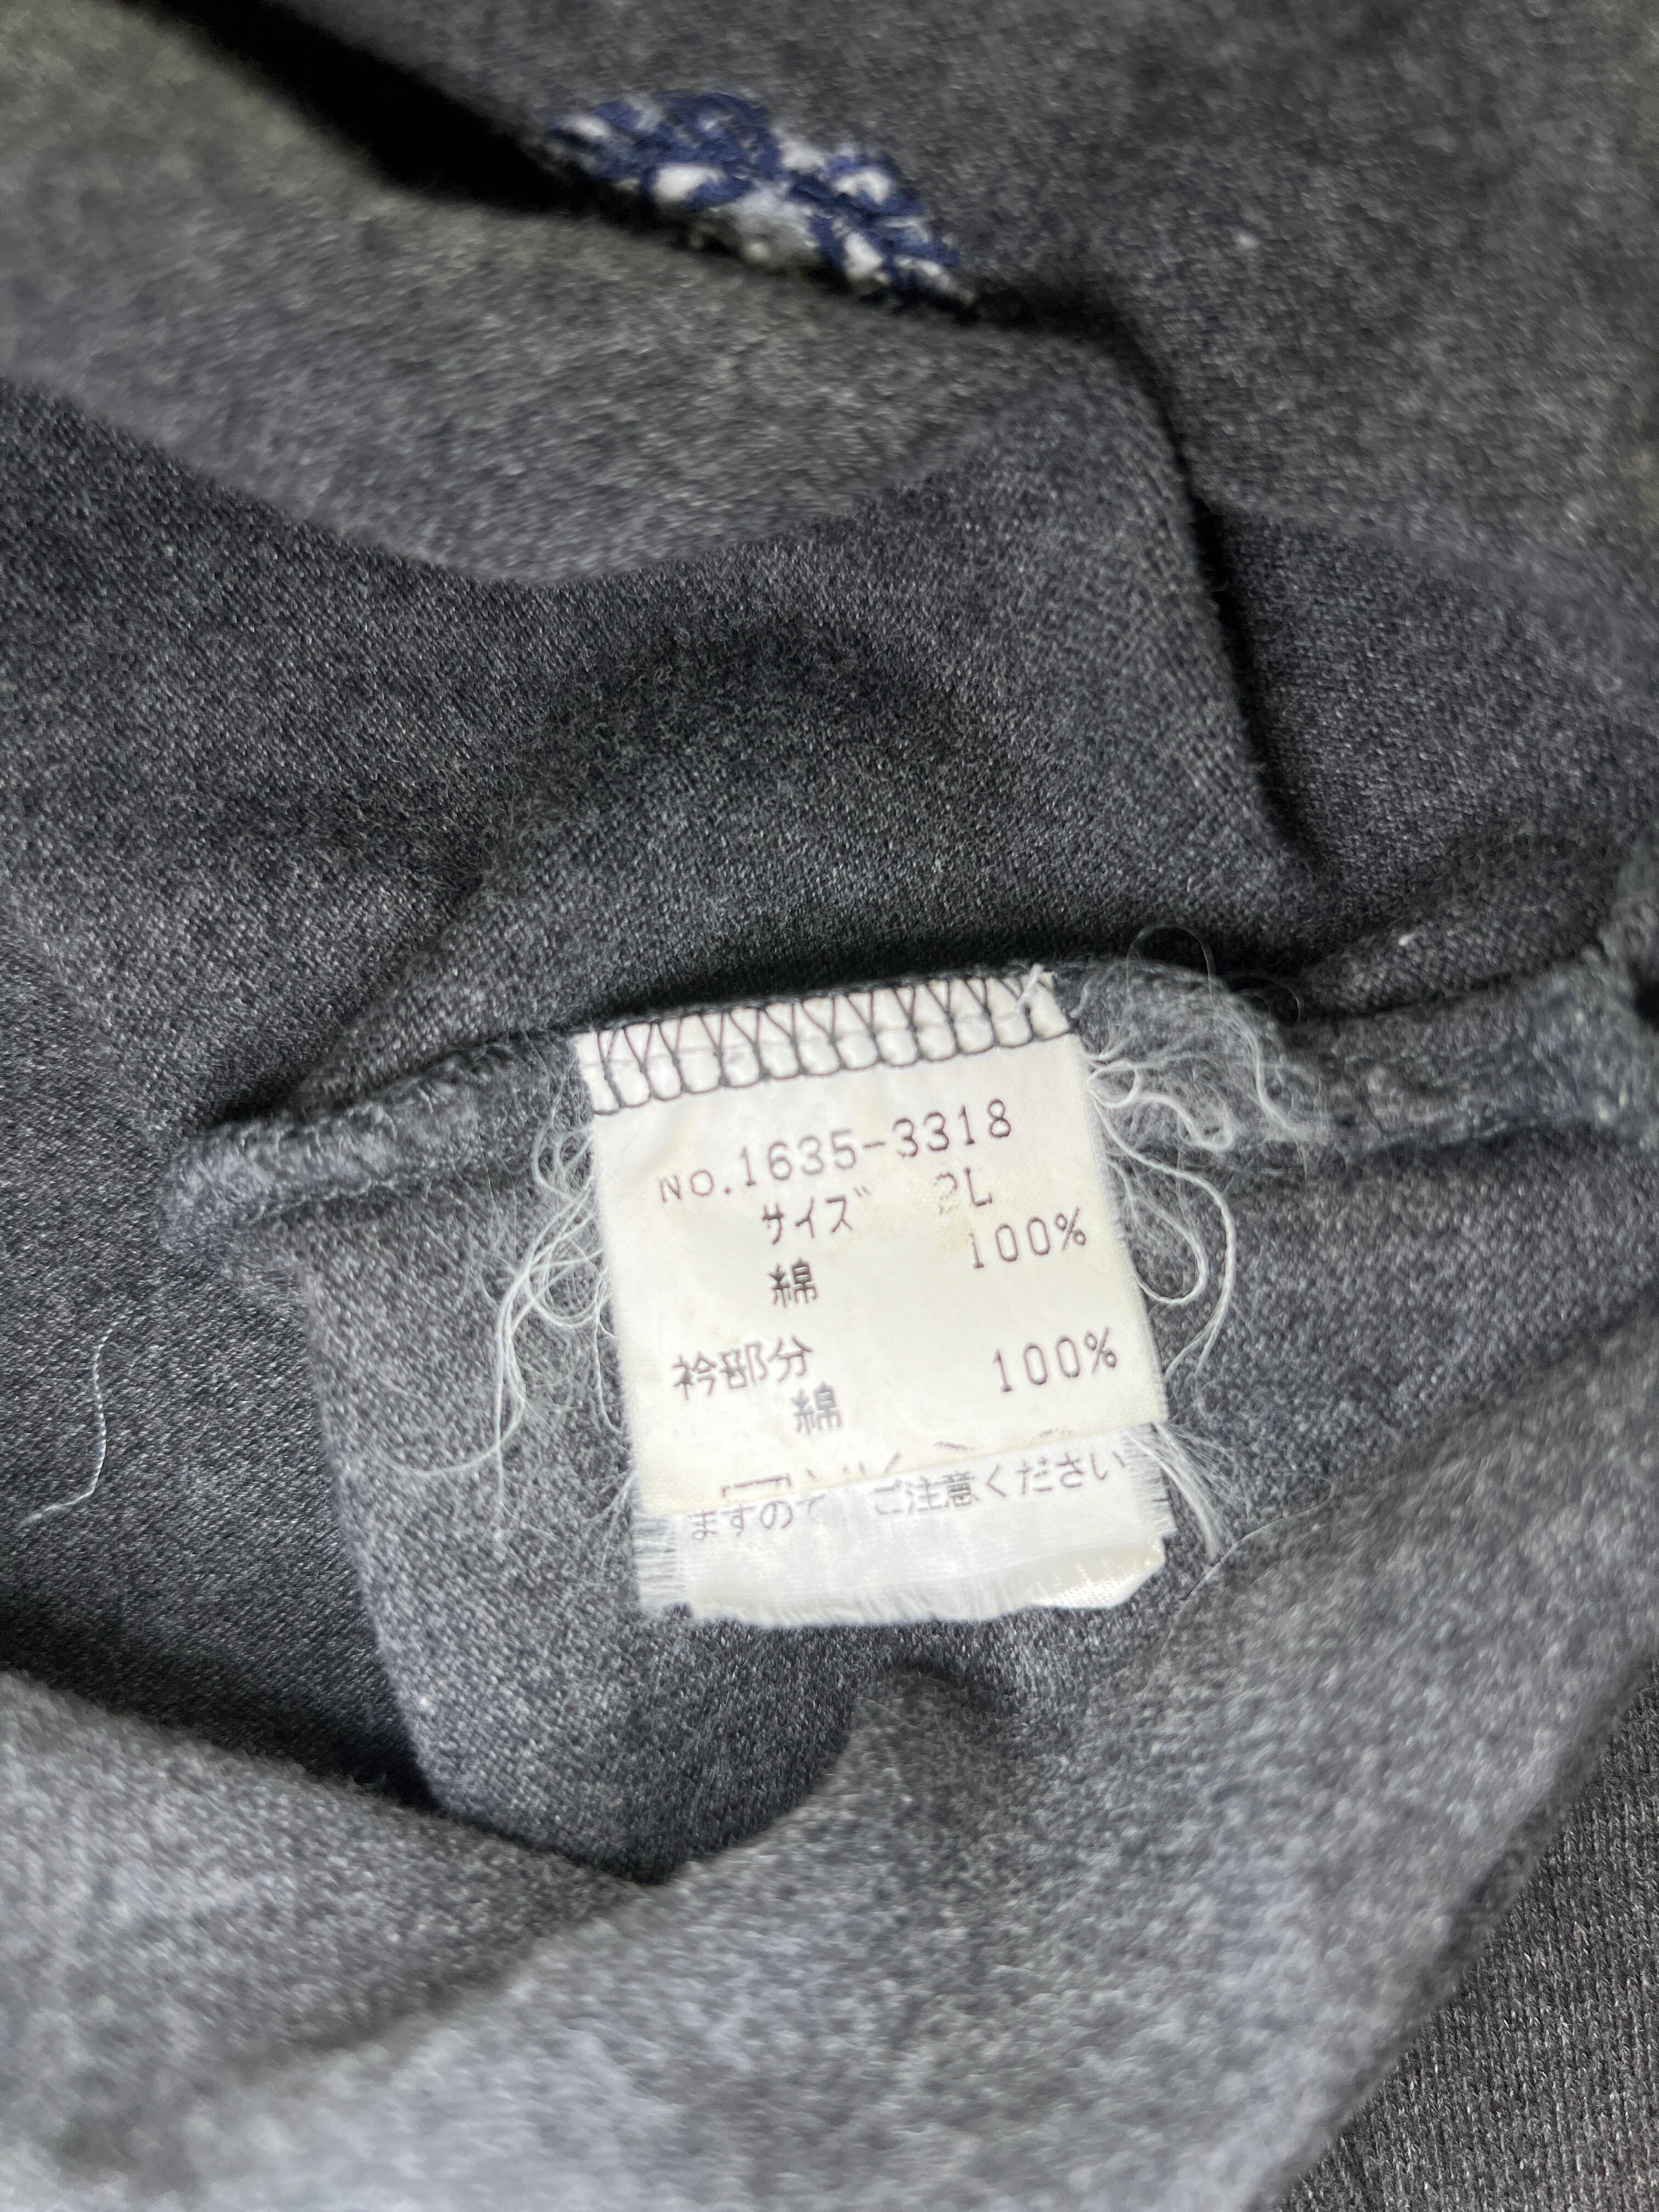 NO.1635-3318
サイズ 2L
綿 100%
衿部分
綿 100%
ますので ご注意ください